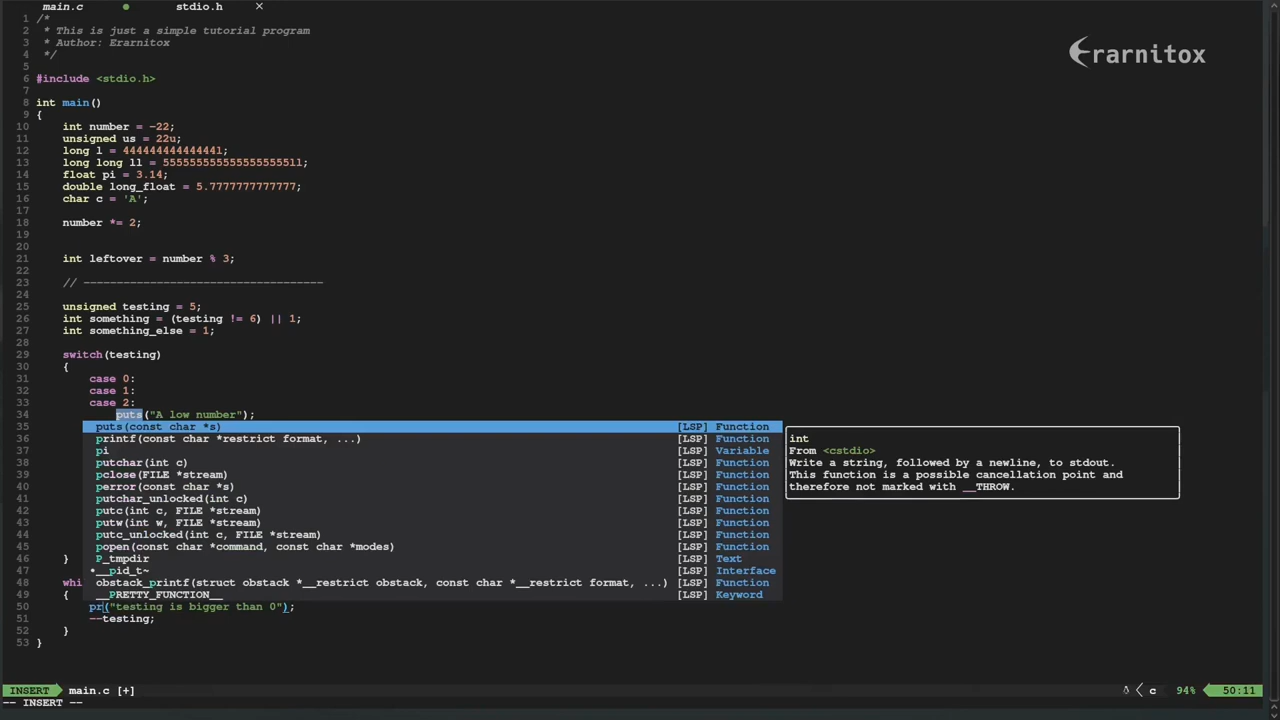 main.c ● stdio.h ×
Erarnitox
1 /*
2  * This is just a simple tutorial program
3  * Author: Erarnitox
4  */
5
6 #include <stdio.h>
7
8 int main()
9 {
10     int number = -22;
11     unsigned us = 22u;
12     long l = 444444444444l;
13     long long ll = 5555555555555555555ll;
14     float pi = 3.14;
15     double long_float = 5.7777777777777;
16     char c = 'A';
17
18     number *= 2;
19
20
21     int leftover = number % 3;
22
23     // ------------------------------------
24
25     unsigned testing = 5;
26     int something = (testing != 6) || 1;
27     int something_else = 1;
28
29     switch(testing)
30     {
31         case 0:
32         case 1:
33         case 2:
34             puts("A low number");
35 puts(const char *s) [LSP] Function
36 printf(const char *restrict format, ...) [LSP] Function int
37 pi [LSP] Variable From <cstdio>
38 putchar(int c) [LSP] Function Write a string, followed by a newline, to stdout.
39 pclose(FILE *stream) [LSP] Function This function is a possible cancellation point and
40 perror(const char *s) [LSP] Function therefore not marked with __THROW.
41 putchar_unlocked(int c) [LSP] Function
42 putc(int c, FILE *stream) [LSP] Function
43 putw(int w, FILE *stream) [LSP] Function
44 putc_unlocked(int c, FILE *stream) [LSP] Function
45 popen(const char *command, const char *modes) [LSP] Function
46     } P_tmpdir [LSP] Text
47 •__pid_t~ [LSP] Interface
48     whi obstack_printf(struct obstack *__restrict obstack, const char *__restrict format, ...) [LSP] Function
49     { __PRETTY_FUNCTION__ [LSP] Keyword
50         pr("testing is bigger than 0");
51         --testing;
52     }
53 }
INSERT main.c [+] c 94% 50:11
-- INSERT --